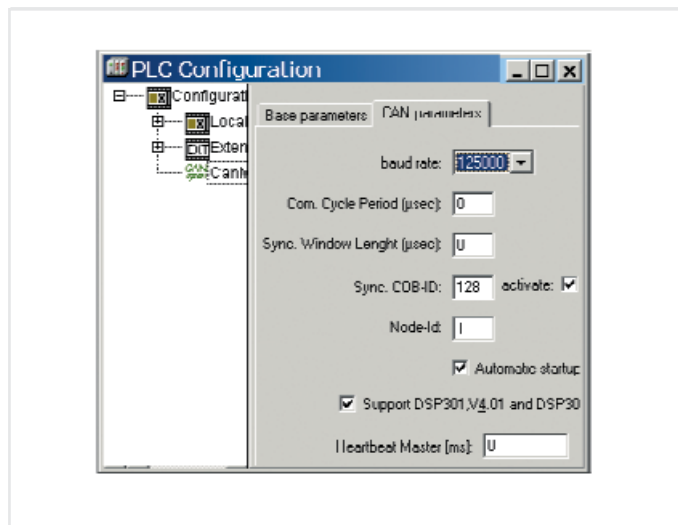 PLC Configuration
Configurati
Local
Exten
CanM
Base parameters CAN parameters
baud rate: 125000
Com. Cycle Period (µsec): 0
Sync. Window Lenght (µsec): 0
Sync. COB-ID: 128 activate:
Node-Id: 1
Automatic startup
Support DSP301,V4.01 and DSP30
Heartbeat Master [ms]: 0